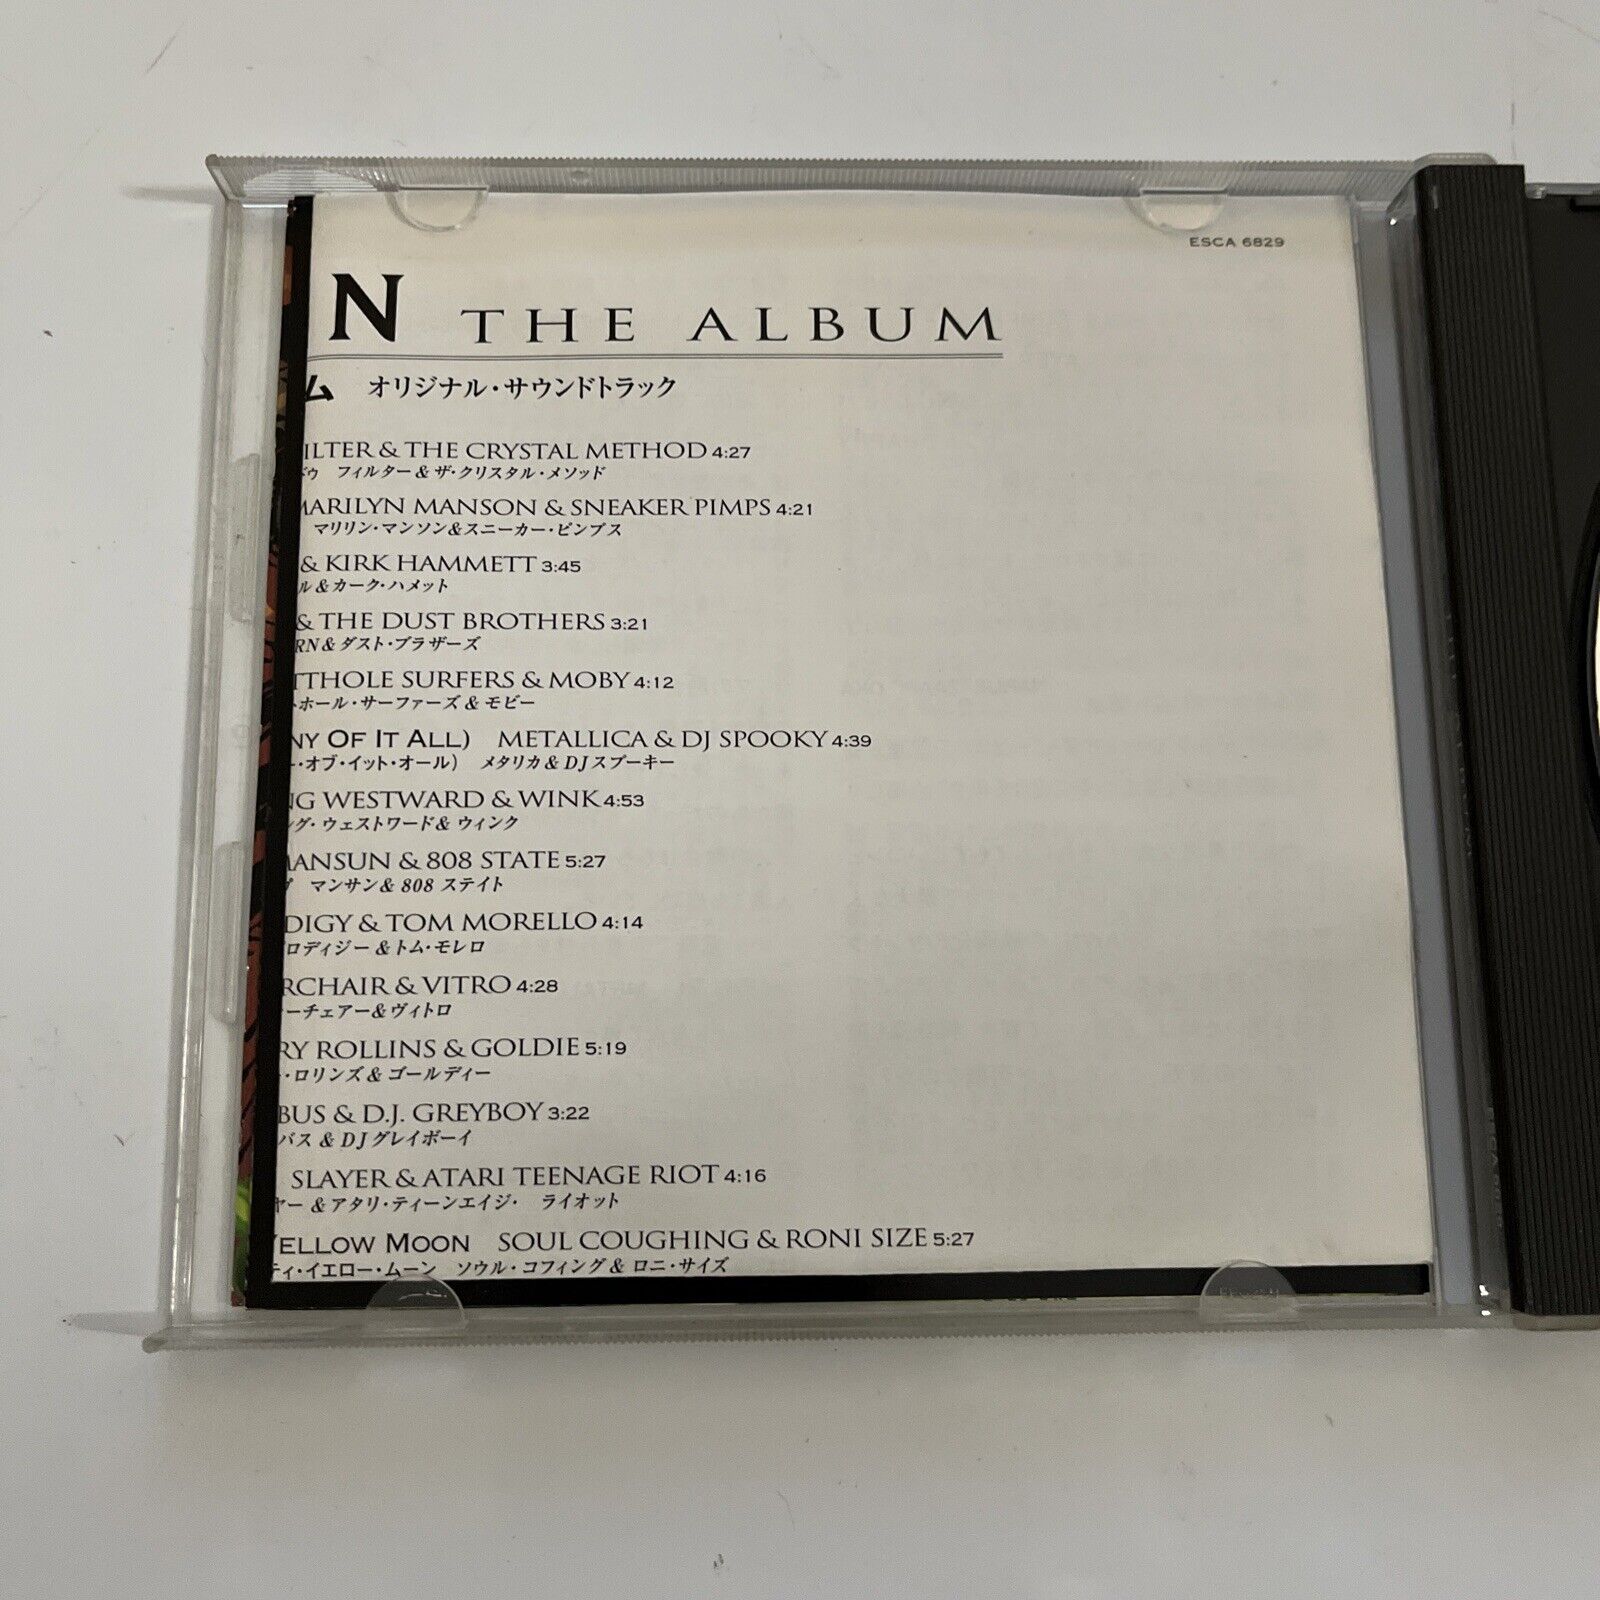 ESCA 6829
N THE ALBUM
ム オリジナル・サウンドトラック
ILTER & THE CRYSTAL METHOD 4:27
ドゥ フィルター & ザ・クリスタル・メソッド
MARILYN MANSON & SNEAKER PIMPS 4:21
マリリン・マンソン&スニーカー・ピンプス
& KIRK HAMMETT 3:45
ル&カーク・ハメット
& THE DUST BROTHERS 3:21
RN&ダスト・ブラザーズ
TTHOLE SURFERS & MOBY 4:12
ホール・サーファーズ & モビー
NY OF IT ALL) METALLICA & DJ SPOOKY 4:39
ー・オブ・イット・オール) メタリカ & DJスプーキー
NG WESTWARD & WINK 4:53
ング・ウェストワード& ウィンク
MANSUN & 808 STATE 5:27
プ マンサン& 808 ステイト
DIGY & TOM MORELLO 4:14
ロディジー & トム・モレロ
RCHAIR & VITRO 4:28
ーチェアー&ヴィトロ
RY ROLLINS & GOLDIE 5:19
・ロリンズ & ゴールディー
BUS & D.J. GREYBOY 3:22
バス & DJグレイボーイ
SLAYER & ATARI TEENAGE RIOT 4:16
ヤー & アタリ・ティーンエイジ・ ライオット
YELLOW MOON SOUL COUGHING & RONI SIZE 5:27
ティ・イエロー・ムーン ソウル・コフィング & ロニ・サイズ